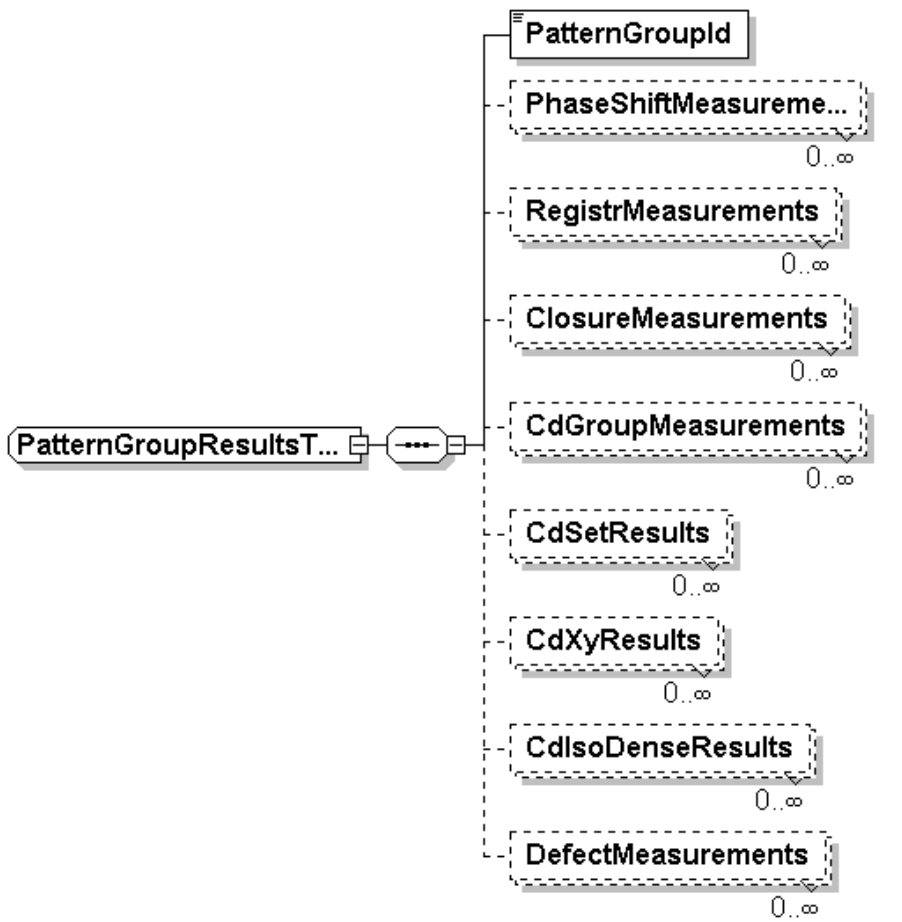 PatternGroupId
PhaseShiftMeasureme...
0..∞
RegistrMeasurements
0..∞
ClosureMeasurements
0..∞
PatternGroupResultsT...
CdGroupMeasurements
0..∞
CdSetResults
0..∞
CdXyResults
0..∞
CdIsoDenseResults
0..∞
DefectMeasurements
0..∞